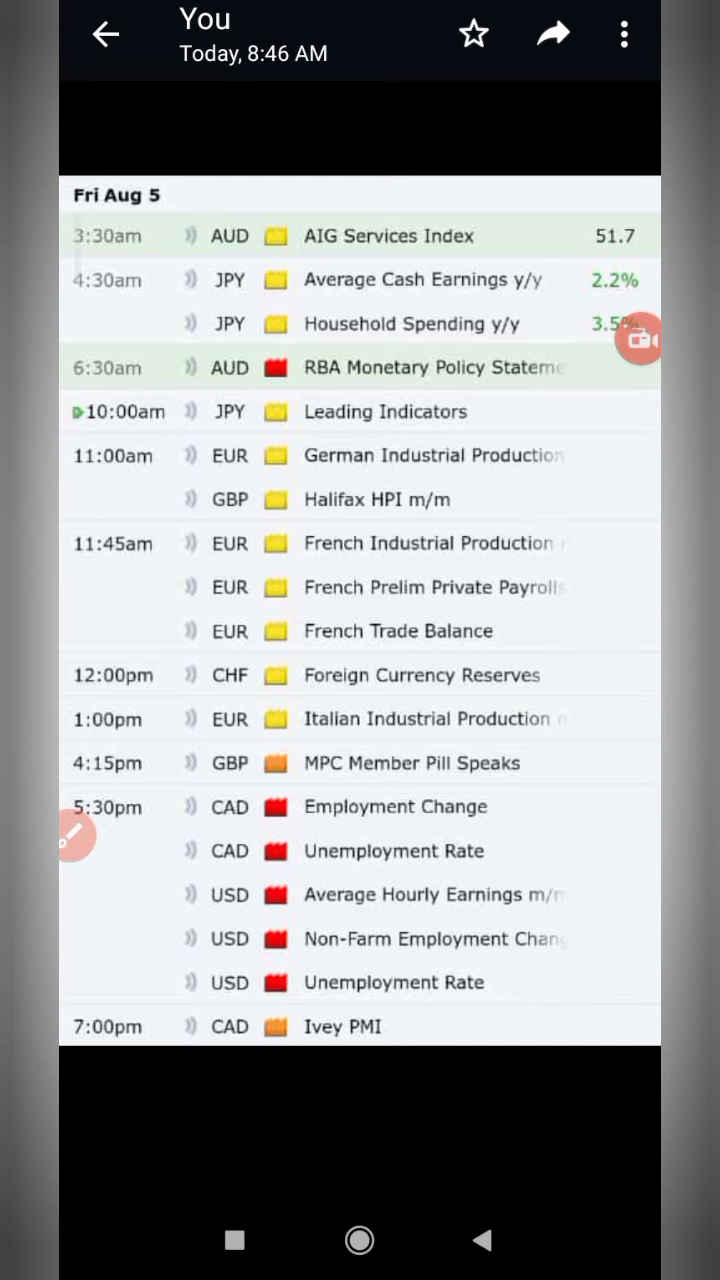 You
Today, 8:46 AM
Fri Aug 5
3:30am AUD AIG Services Index 51.7
4:30am JPY Average Cash Earnings y/y 2.2%
JPY Household Spending y/y 3.5%
6:30am AUD RBA Monetary Policy Stateme
10:00am JPY Leading Indicators
11:00am EUR German Industrial Production
GBP Halifax HPI m/m
11:45am EUR French Industrial Production
EUR French Prelim Private Payrolls
EUR French Trade Balance
12:00pm CHF Foreign Currency Reserves
1:00pm EUR Italian Industrial Production
4:15pm GBP MPC Member Pill Speaks
5:30pm CAD Employment Change
CAD Unemployment Rate
USD Average Hourly Earnings m/m
USD Non-Farm Employment Chang
USD Unemployment Rate
7:00pm CAD Ivey PMI